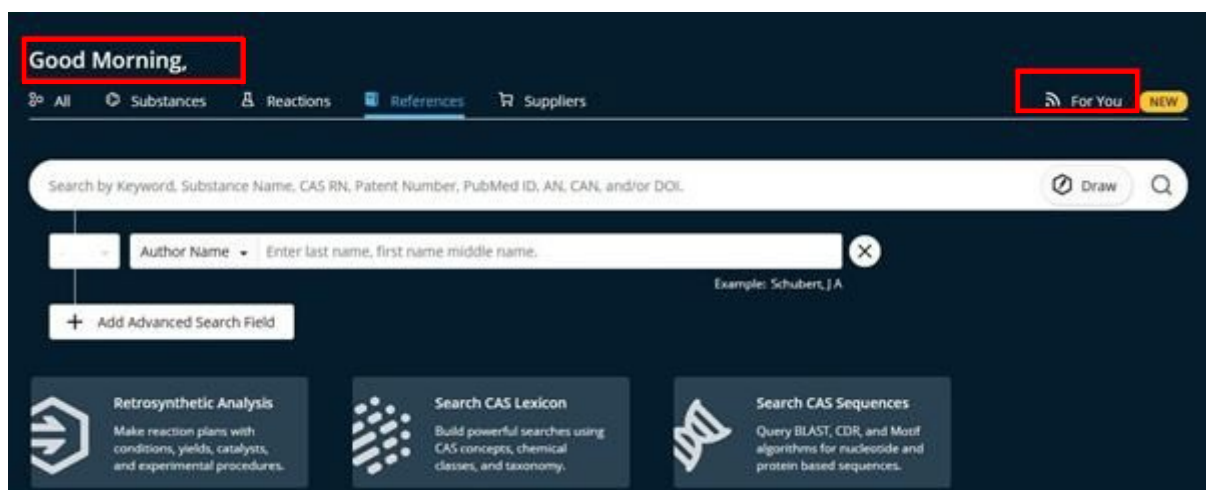 Good Morning,
All Substances Reactions References Suppliers For You NEW
Search by Keyword, Substance Name, CAS RN, Patent Number, PubMed ID, AN, CAN, and/or DOI.
Draw
Author Name Enter last name, first name middle name.
Example: Schubert, J A
+ Add Advanced Search Field
Retrosynthetic Analysis
Make reaction plans with
conditions, yields, catalysts,
and experimental procedures.
Search CAS Lexicon
Build powerful searches using
CAS concepts, chemical
classes, and taxonomy.
Search CAS Sequences
Query BLAST, CDR, and Motif
algorithms for nucleotide and
protein based sequences.